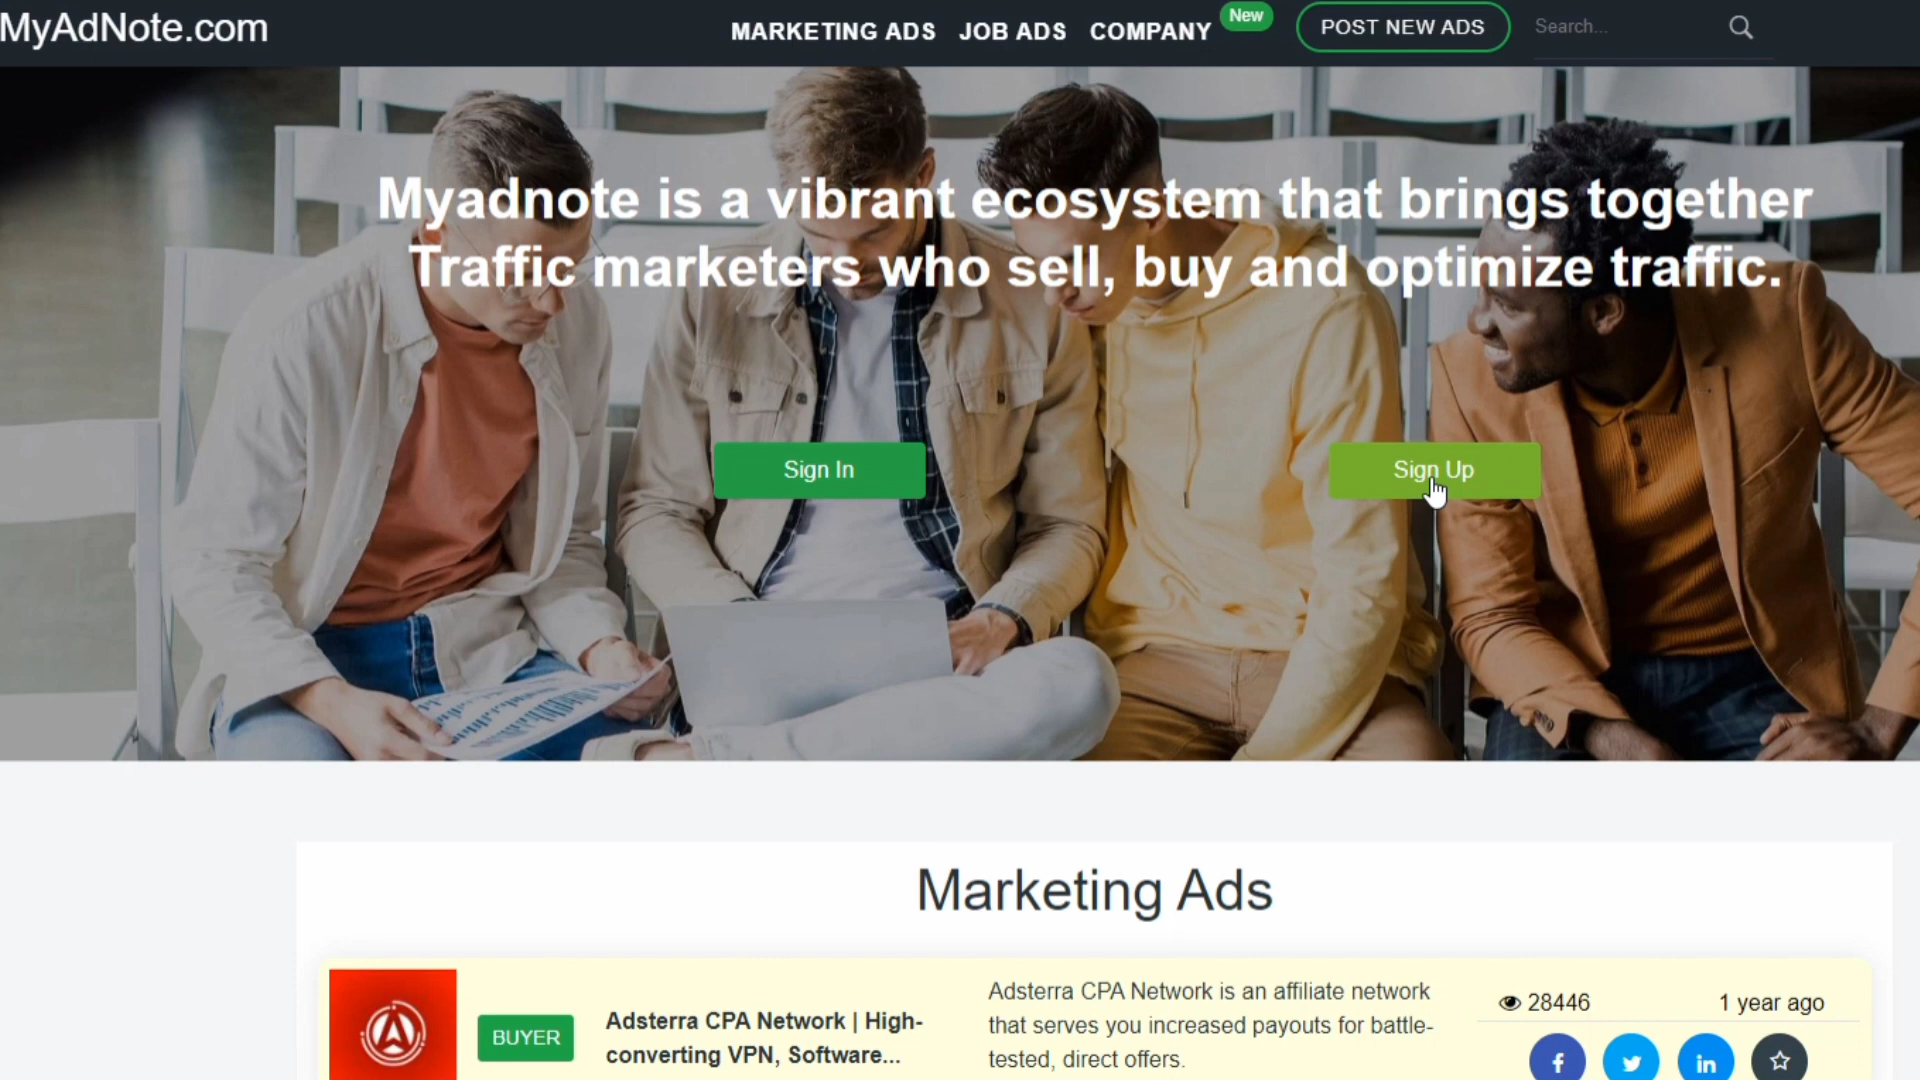 MyAdNote.com
MARKETING ADS JOB ADS COMPANY New POST NEW ADS Search...
Myadnote is a vibrant ecosystem that brings together
Traffic marketers who sell, buy and optimize traffic.
Sign In Sign Up
Marketing Ads
BUYER
Adsterra CPA Network | High-
converting VPN, Software...
Adsterra CPA Network is an affiliate network
that serves you increased payouts for battle-
tested, direct offers.
28446 1 year ago